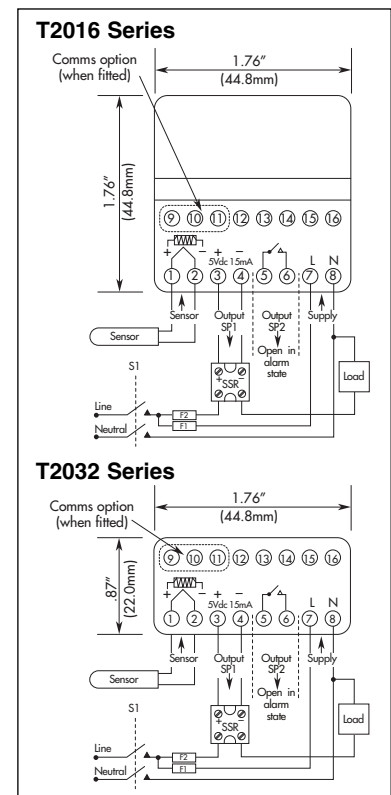 T2016 Series
Comms option
(when fitted)
1.76″
(44.8mm)
1.76″
(44.8mm)
9 10 11 12 13 14 15 16
+ − + − L N
5Vdc 15mA
1 2 3 4 5 6 7 8
Sensor Output Output Supply
SP1 SP2
Sensor
Open in
alarm
state
S1
+ −
SSR
Load
Line
F2
Neutral
F1
T2032 Series
Comms option
(when fitted)
1.76″
(44.8mm)
.87″
(22.0mm)
9 10 11 12 13 14 15 16
+ − + − L N
5Vdc 15mA
1 2 3 4 5 6 7 8
Sensor Output Output Supply
SP1 SP2
Sensor
Open in
alarm
state
S1
+ −
SSR
Load
Line
F2
Neutral
F1